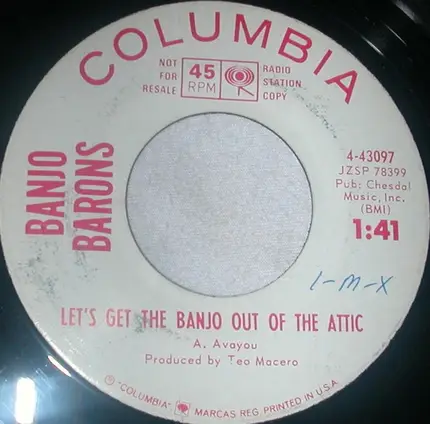 COLUMBIA
NOT FOR RESALE
45 RPM
RADIO STATION COPY
BANJO BARONS
4-43097
JZSP 78399
Pub: Chesdal
Music, Inc.
(BMI)
1:41
1-M-X
LET'S GET THE BANJO OUT OF THE ATTIC
A. Avayou
Produced by Teo Macero
Ⓟ "COLUMBIA" MARCAS REG. PRINTED IN U.S.A.